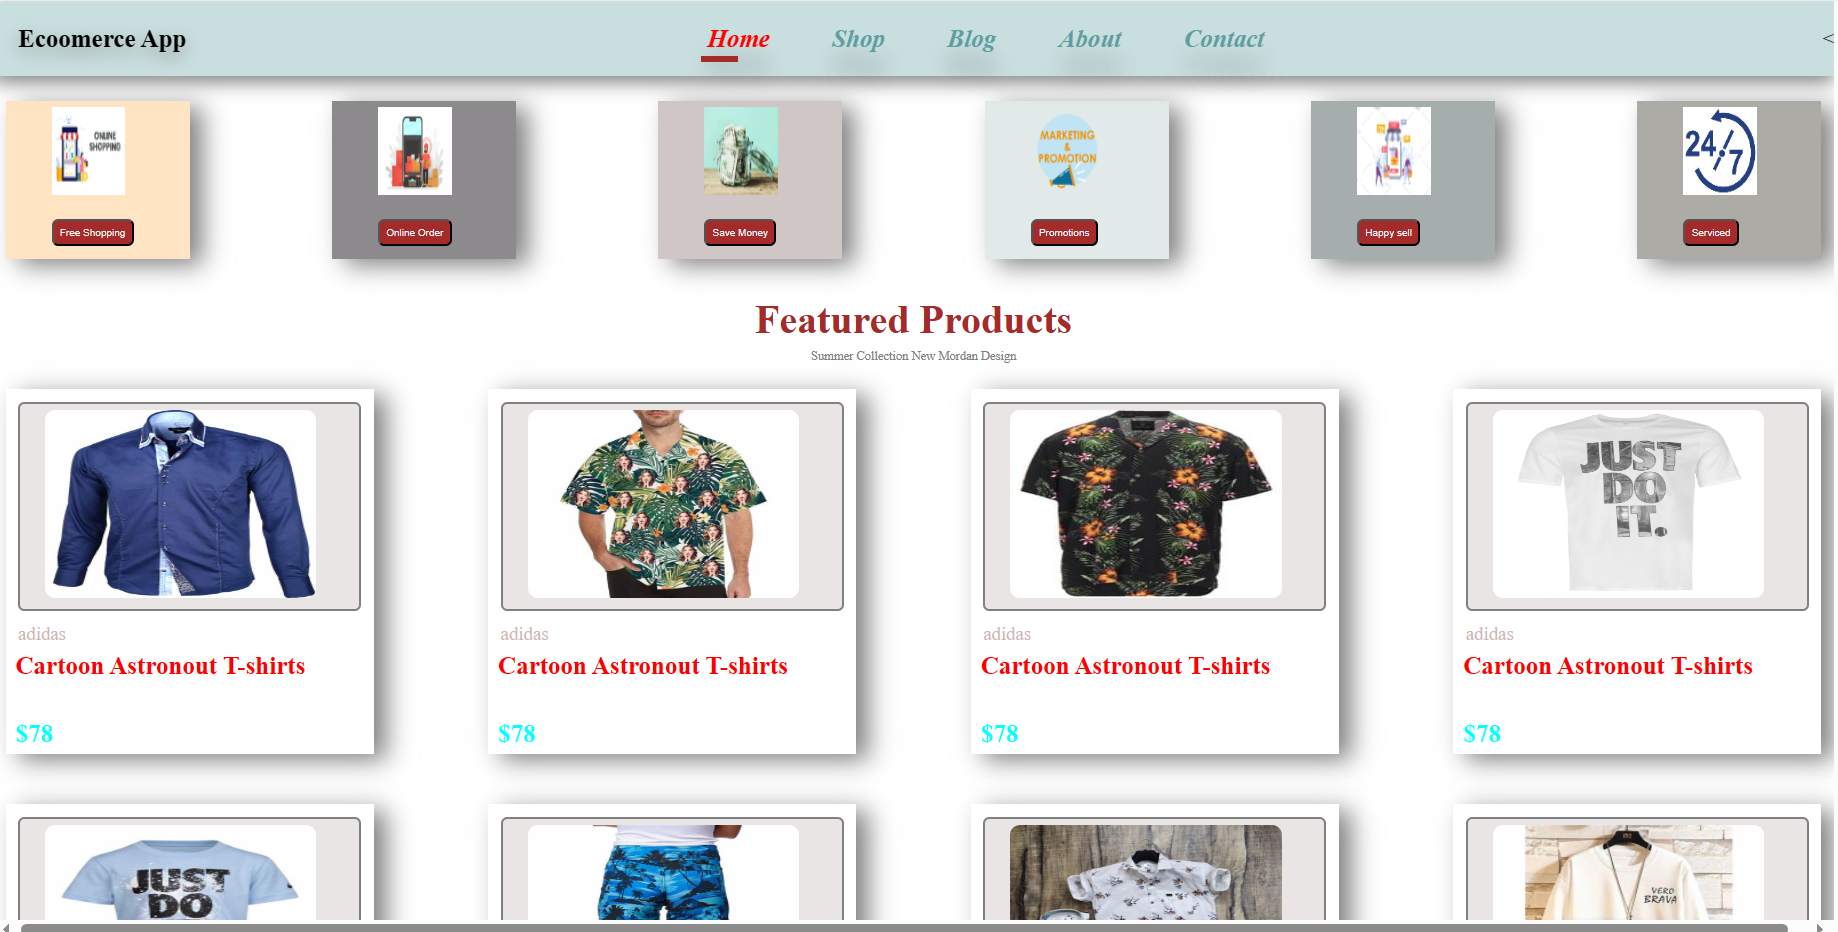 Ecoomerce App
Home Shop Blog About Contact <
ONLINE
SHOPPING
MARKETING
&
PROMOTION
24/7
Free Shopping
Online Order
Save Money
Promotions
Happy sell
Serviced
Featured Products
Summer Collection New Mordan Design
JUST
DO
IT.
adidas
Cartoon Astronout T-shirts
$78
adidas
Cartoon Astronout T-shirts
$78
adidas
Cartoon Astronout T-shirts
$78
adidas
Cartoon Astronout T-shirts
$78
JUST
DO
VERO
BRAVA